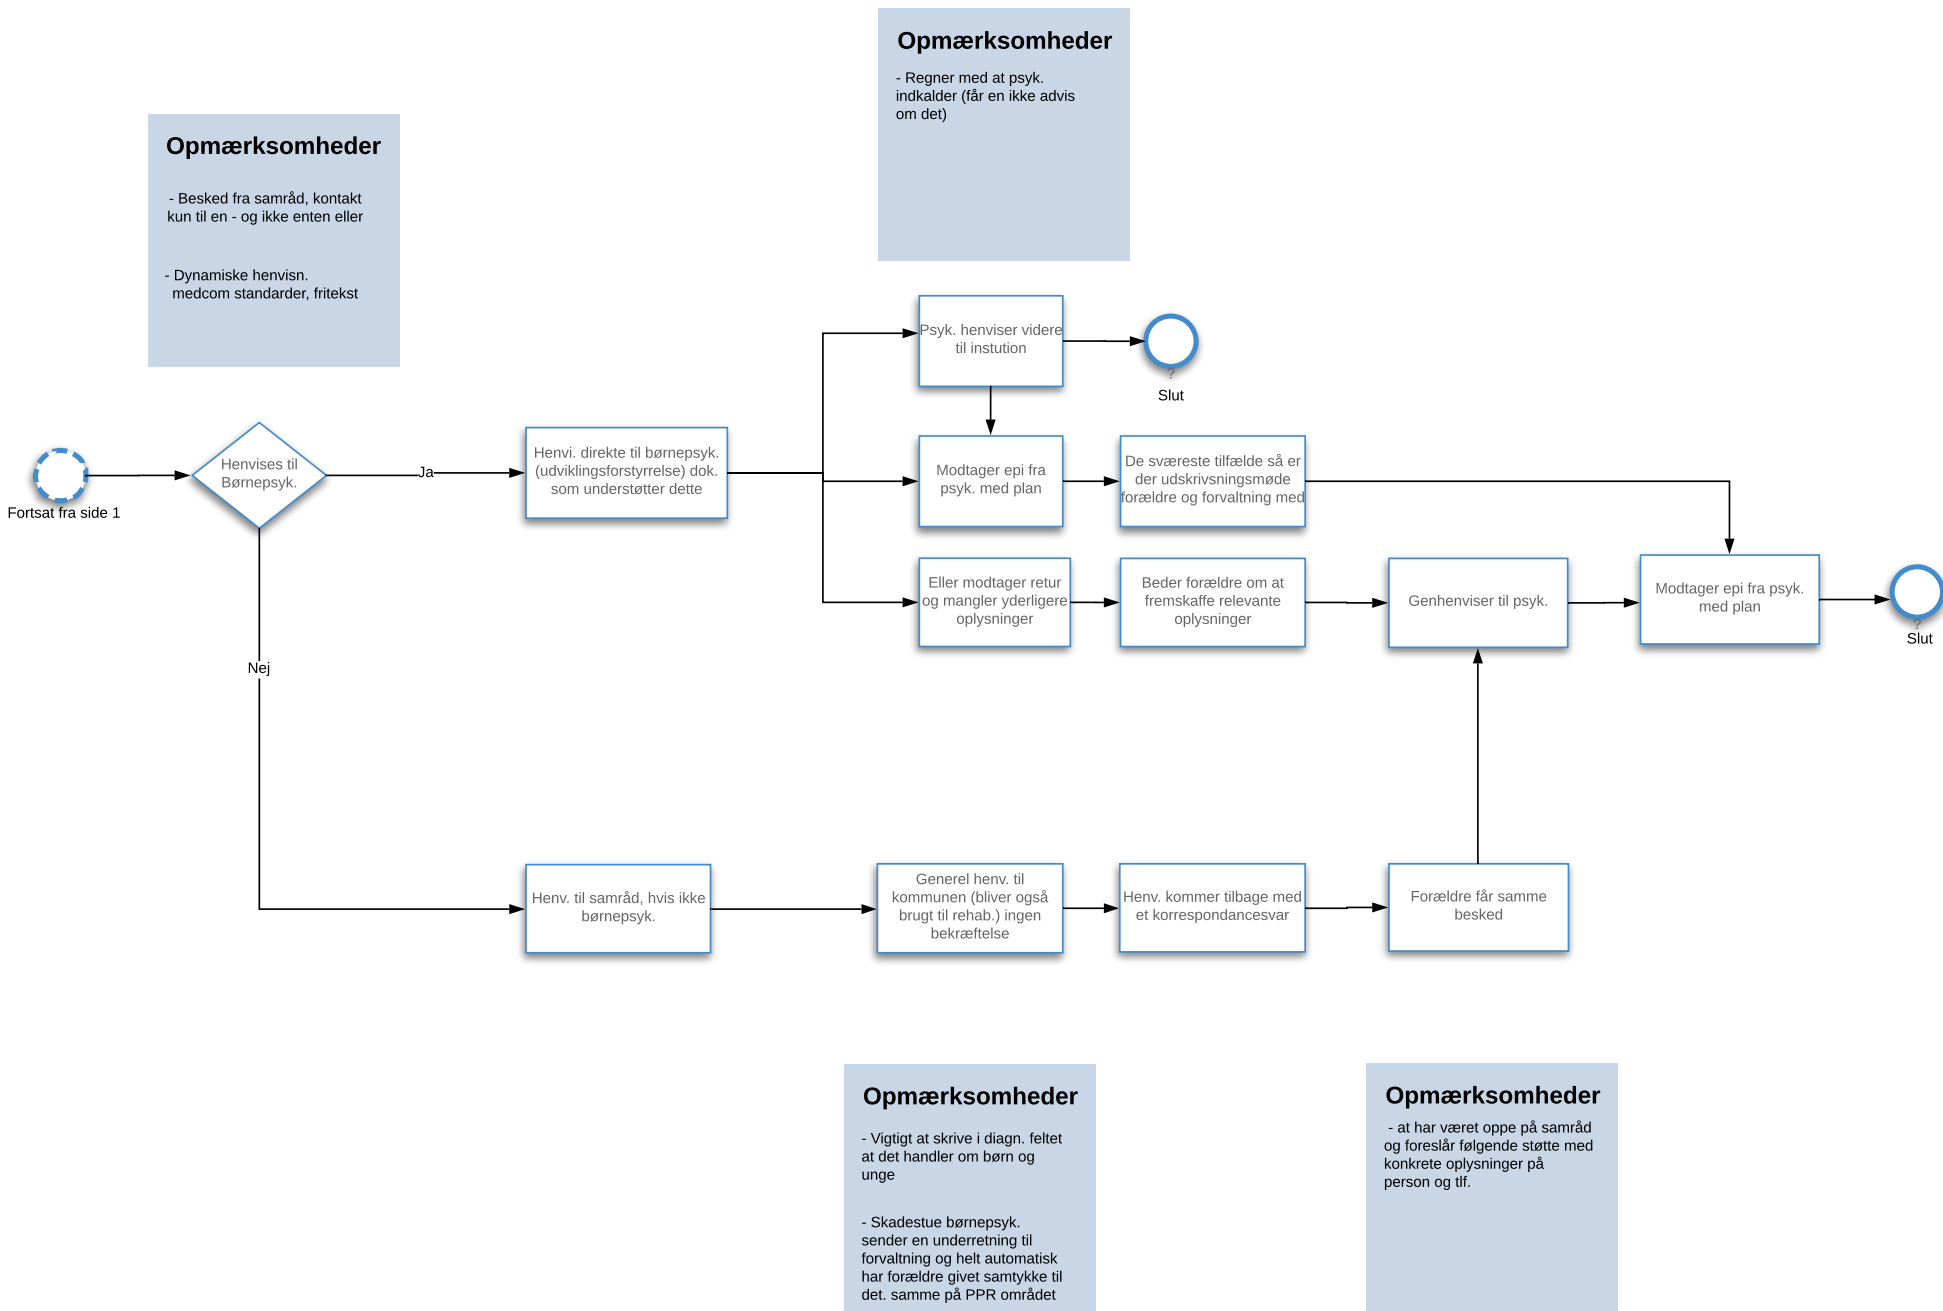 Opmærksomheder
- Regner med at psyk.
indkalder (får en ikke advis
om det)
Opmærksomheder
- Besked fra samråd, kontakt
kun til en - og ikke enten eller
- Dynamiske henvisn.
medcom standarder, fritekst
Psyk. henviser videre
til instution
?
Slut
Fortsat fra side 1
Henvises til
Børnepsyk.
Ja
Henvi. direkte til børnepsyk.
(udviklingsforstyrrelse) dok.
som understøtter dette
Modtager epi fra
psyk. med plan
De sværeste tilfælde så er
der udskrivsningsmøde
forældre og forvaltning med
Eller modtager retur
og mangler yderligere
oplysninger
Beder forældre om at
fremskaffe relevante
oplysninger
Genhenviser til psyk.
Modtager epi fra psyk.
med plan
?
Slut
Nej
Henv. til samråd, hvis ikke
børnepsyk.
Generel henv. til
kommunen (bliver også
brugt til rehab.) ingen
bekræftelse
Henv. kommer tilbage med
et korrespondancesvar
Forældre får samme
besked
Opmærksomheder
- Vigtigt at skrive i diagn. feltet
at det handler om børn og
unge
- Skadestue børnepsyk.
sender en underretning til
forvaltning og helt automatisk
har forældre givet samtykke til
det. samme på PPR området
Opmærksomheder
- at har været oppe på samråd
og foreslår følgende støtte med
konkrete oplysninger på
person og tlf.